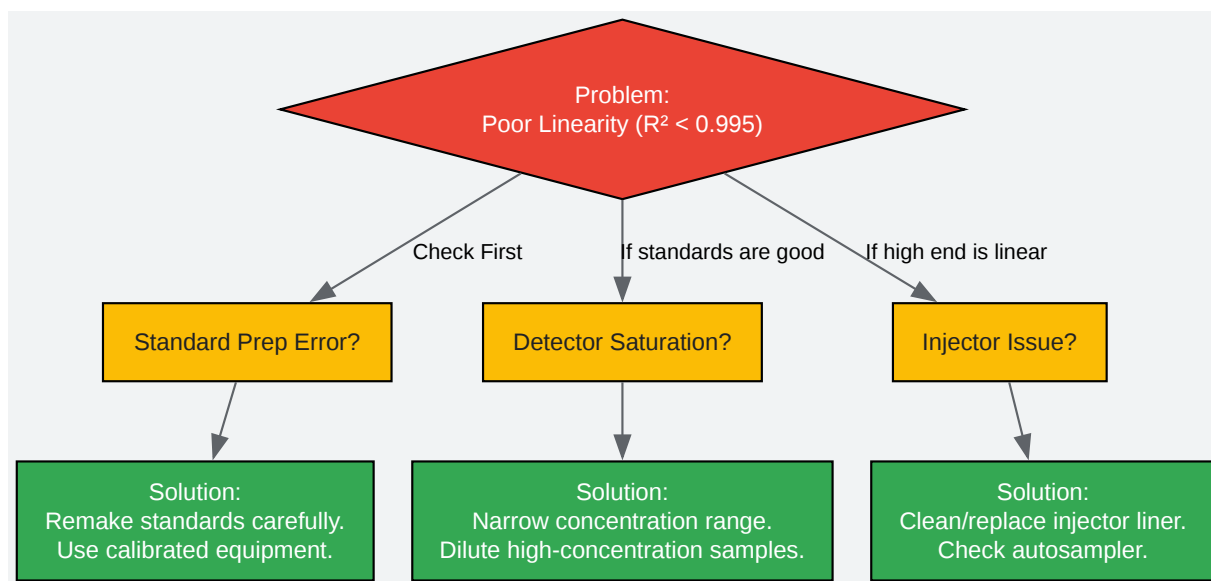 Problem:
Poor Linearity (R² < 0.995)
Check First
If standards are good
If high end is linear
Standard Prep Error?
Detector Saturation?
Injector Issue?
Solution:
Remake standards carefully.
Use calibrated equipment.
Solution:
Narrow concentration range.
Dilute high-concentration samples.
Solution:
Clean/replace injector liner.
Check autosampler.